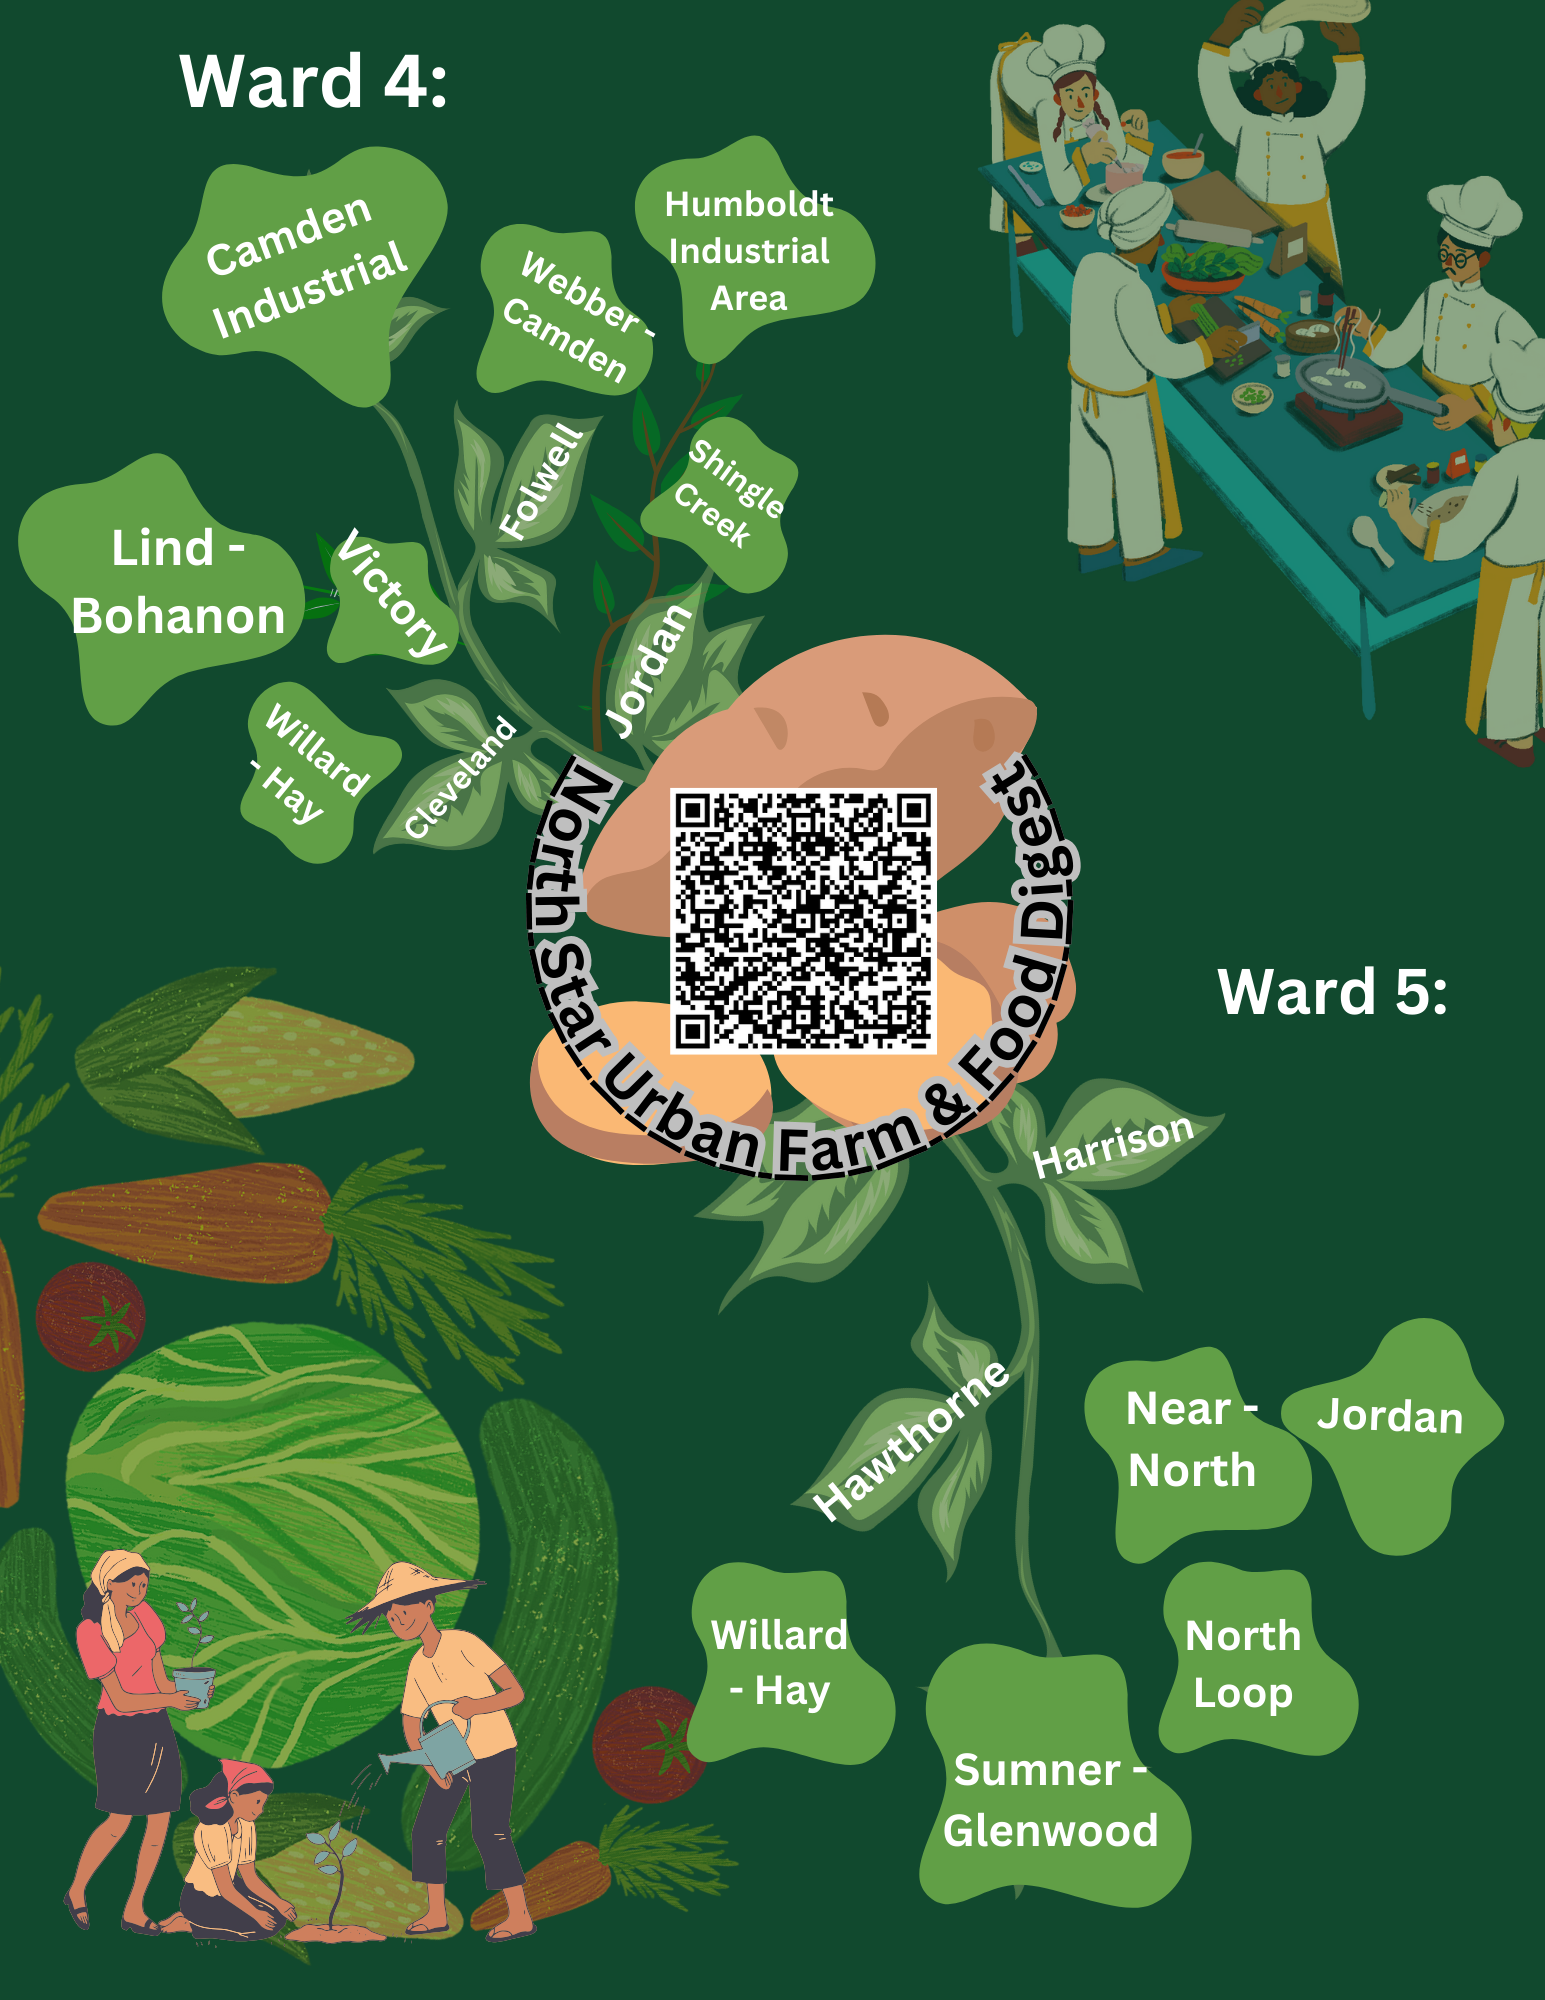 Ward 4:
Camden
Industrial
Webber -
Camden
Humboldt
Industrial
Area
Folwell
Shingle
Creek
Lind -
Bohanon
Victory
Jordan
Willard
- Hay
Cleveland
North Star Urban Farm & Food Digest
Ward 5:
Harrison
Hawthorne
Near -
North
Jordan
Willard
- Hay
North
Loop
Sumner -
Glenwood